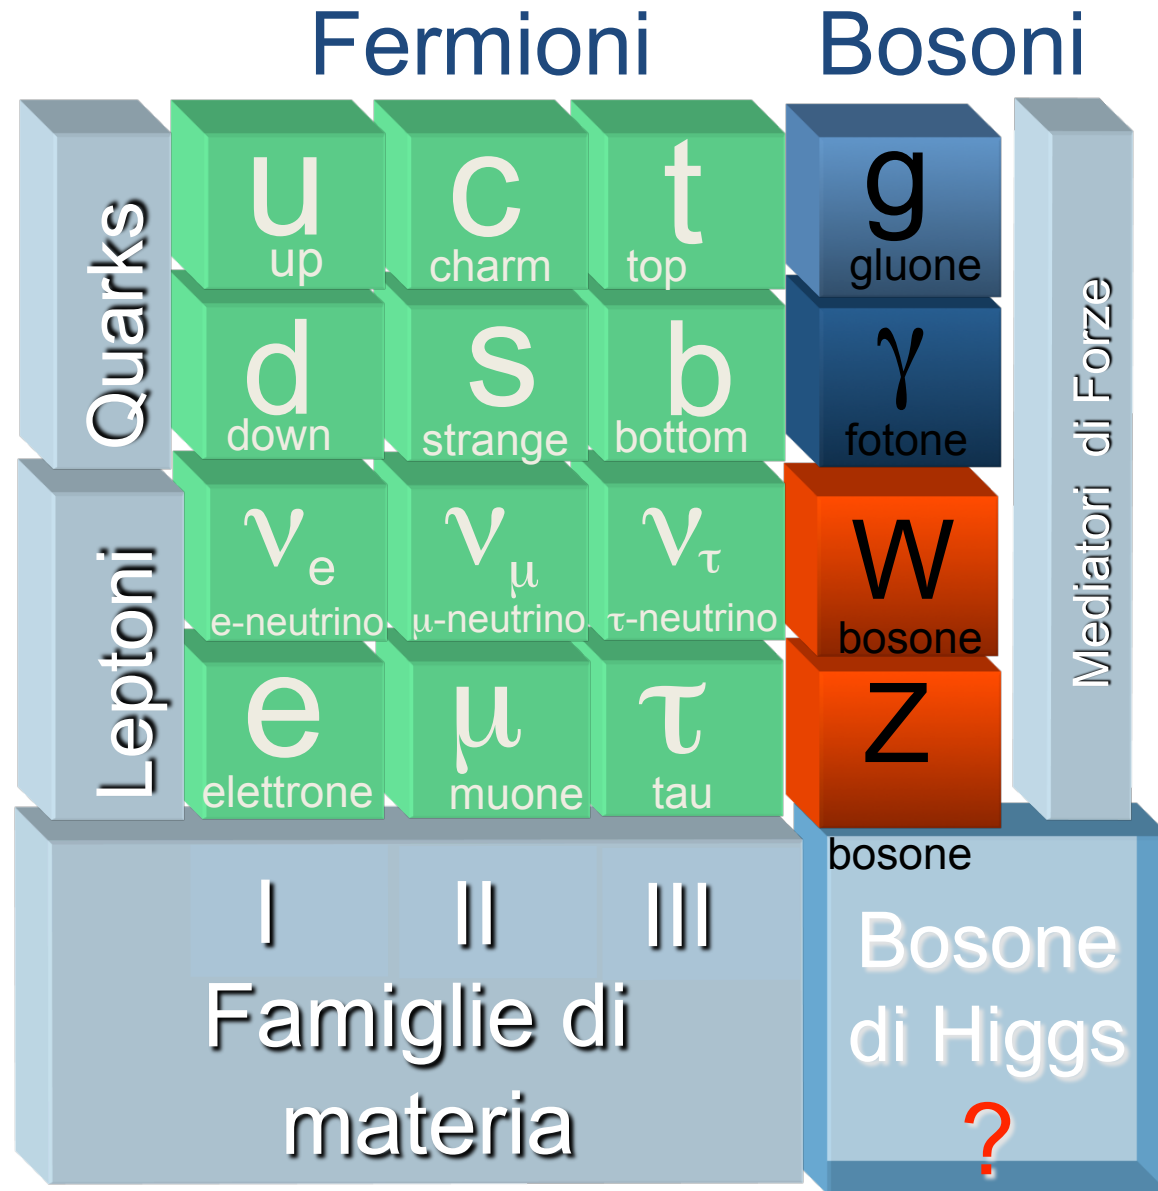 Fermioni
Bosoni
Quarks
u
up
c
charm
t
top
g
gluone
d
down
s
strange
b
bottom
γ
fotone
Mediatori di Forze
Leptoni
νe
e-neutrino
νμ
μ-neutrino
ντ
τ-neutrino
W
bosone
e
elettrone
μ
muone
τ
tau
Z
bosone
I
II
III
Famiglie di
materia
Bosone
di Higgs
?